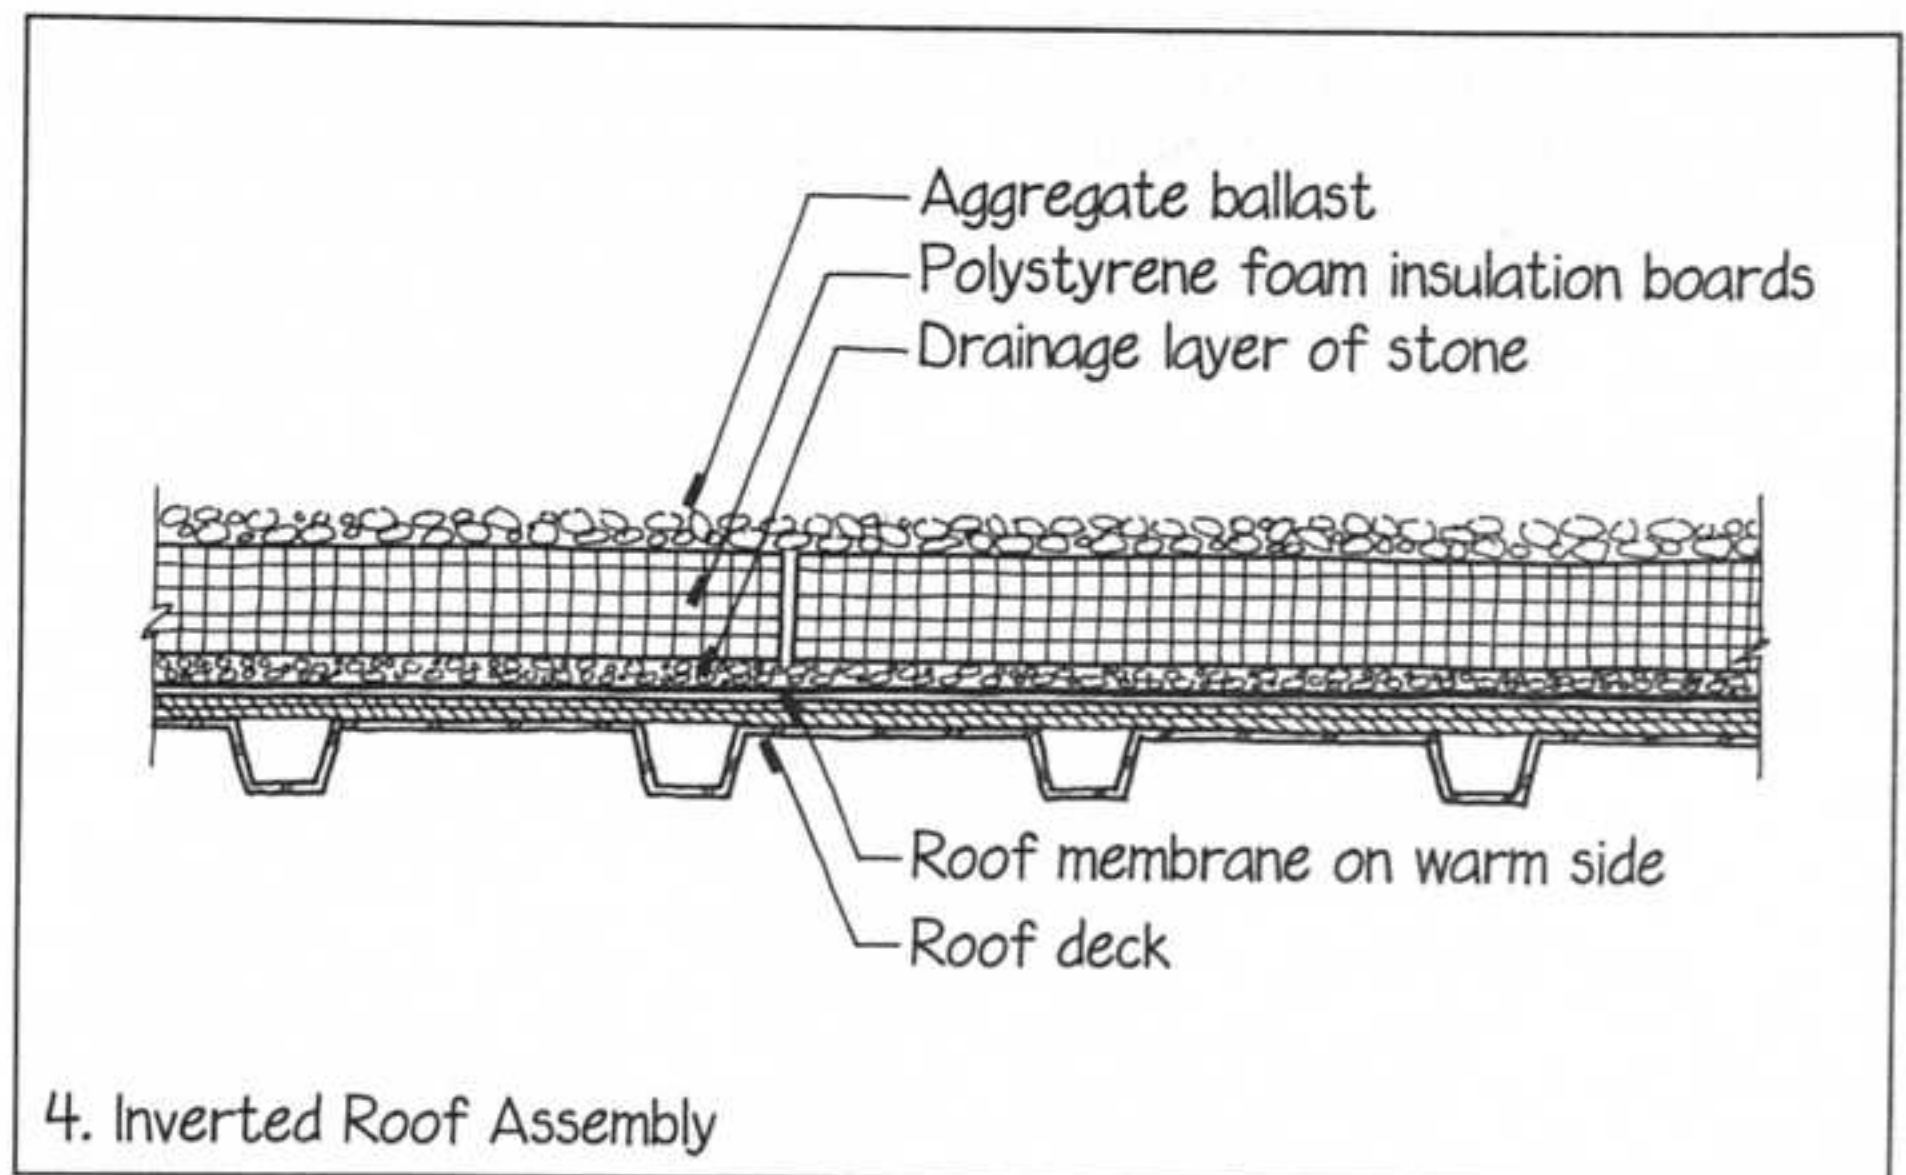 Aggregate ballast
Polystyrene foam insulation boards
Drainage layer of stone
Roof membrane on warm side
Roof deck
4. Inverted Roof Assembly